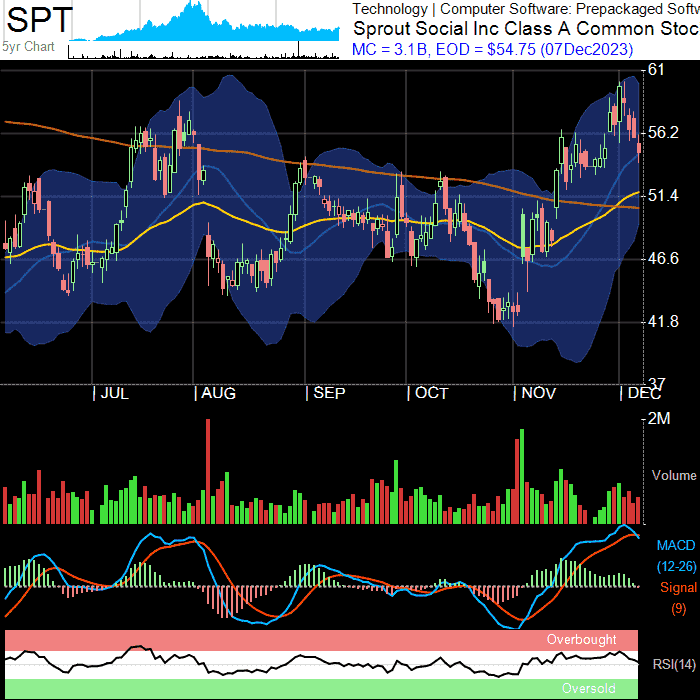 SPT
5yr Chart
Technology | Computer Software: Prepackaged Softw
Sprout Social Inc Class A Common Stoc
MC = 3.1B, EOD = $54.75 (07Dec2023)
61
56.2
51.4
46.6
41.8
37
| JUL | AUG | SEP | OCT | NOV | DEC
2M
Volume
MACD
(12-26)
Signal
(9)
Overbought
RSI(14)
Oversold